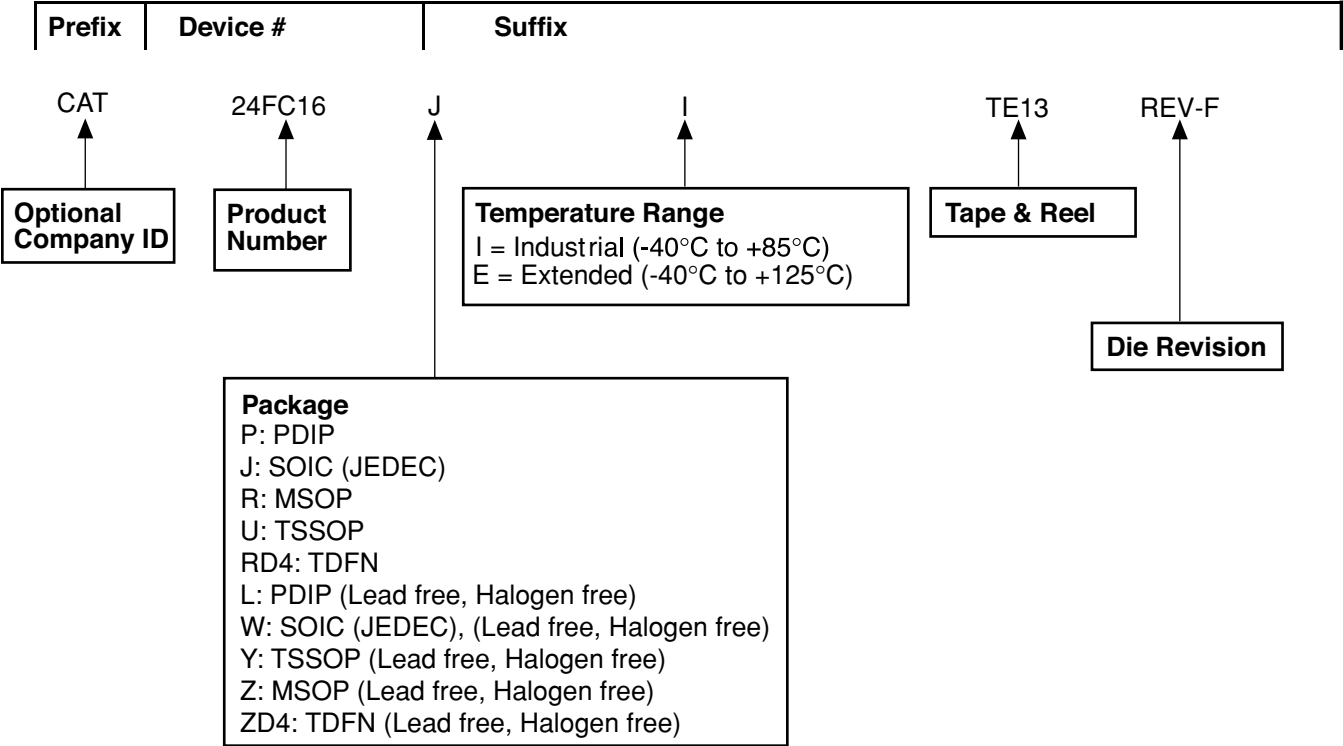 Prefix Device # Suffix
CAT 24FC16 J I TE13 REV-F
Optional
Company ID
Product
Number
Temperature Range
I = Industrial (-40°C to +85°C)
E = Extended (-40°C to +125°C)
Tape & Reel
Die Revision
Package
P: PDIP
J: SOIC (JEDEC)
R: MSOP
U: TSSOP
RD4: TDFN
L: PDIP (Lead free, Halogen free)
W: SOIC (JEDEC), (Lead free, Halogen free)
Y: TSSOP (Lead free, Halogen free)
Z: MSOP (Lead free, Halogen free)
ZD4: TDFN (Lead free, Halogen free)